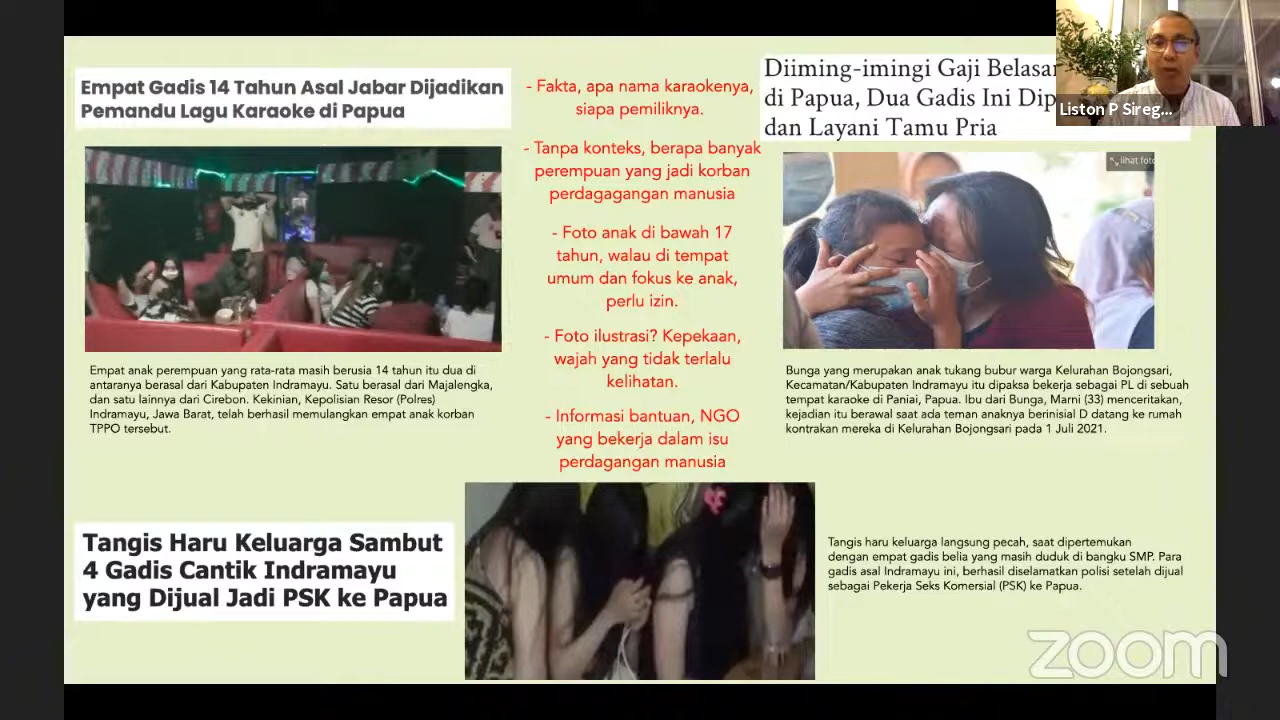 Empat Gadis 14 Tahun Asal Jabar Dijadikan
Pemandu Lagu Karaoke di Papua
Empat anak perempuan yang rata-rata masih berusia 14 tahun itu dua di
antaranya berasal dari Kabupaten Indramayu. Satu berasal dari Majalengka,
dan satu lainnya dari Cirebon. Kekinian, Kepolisian Resor (Polres)
Indramayu, Jawa Barat, telah berhasil memulangkan empat anak korban
TPPO tersebut.
- Fakta, apa nama karaokenya,
siapa pemiliknya.
- Tanpa konteks, berapa banyak
perempuan yang jadi korban
perdagagangan manusia
- Foto anak di bawah 17
tahun, walau di tempat
umum dan fokus ke anak,
perlu izin.
- Foto ilustrasi? Kepekaan,
wajah yang tidak terlalu
kelihatan.
- Informasi bantuan, NGO
yang bekerja dalam isu
perdagangan manusia
Diiming-imingi Gaji
di Papua, Dua Gadis Ini
dan Layani Tamu Pria
Liston P Sireg...
lihat foto
Bunga yang merupakan anak tukang bubur warga Kelurahan Bojongsari,
Kecamatan/Kabupaten Indramayu itu dipaksa bekerja sebagai PL di sebuah
tempat karaoke di Paniai, Papua. Ibu dari Bunga, Marni (33) menceritakan,
kejadian itu berawal saat ada teman anaknya berinisial D datang ke rumah
kontrakan mereka di Kelurahan Bojongsari pada 1 Juli 2021.
Tangis Haru Keluarga Sambut
4 Gadis Cantik Indramayu
yang Dijual Jadi PSK ke Papua
Tangis haru keluarga langsung pecah, saat dipertemukan
dengan empat gadis belia yang masih duduk di bangku SMP. Para
gadis asal Indramayu ini, berhasil diselamatkan polisi setelah dijual
sebagai Pekerja Seks Komersial (PSK) ke Papua.
zoom